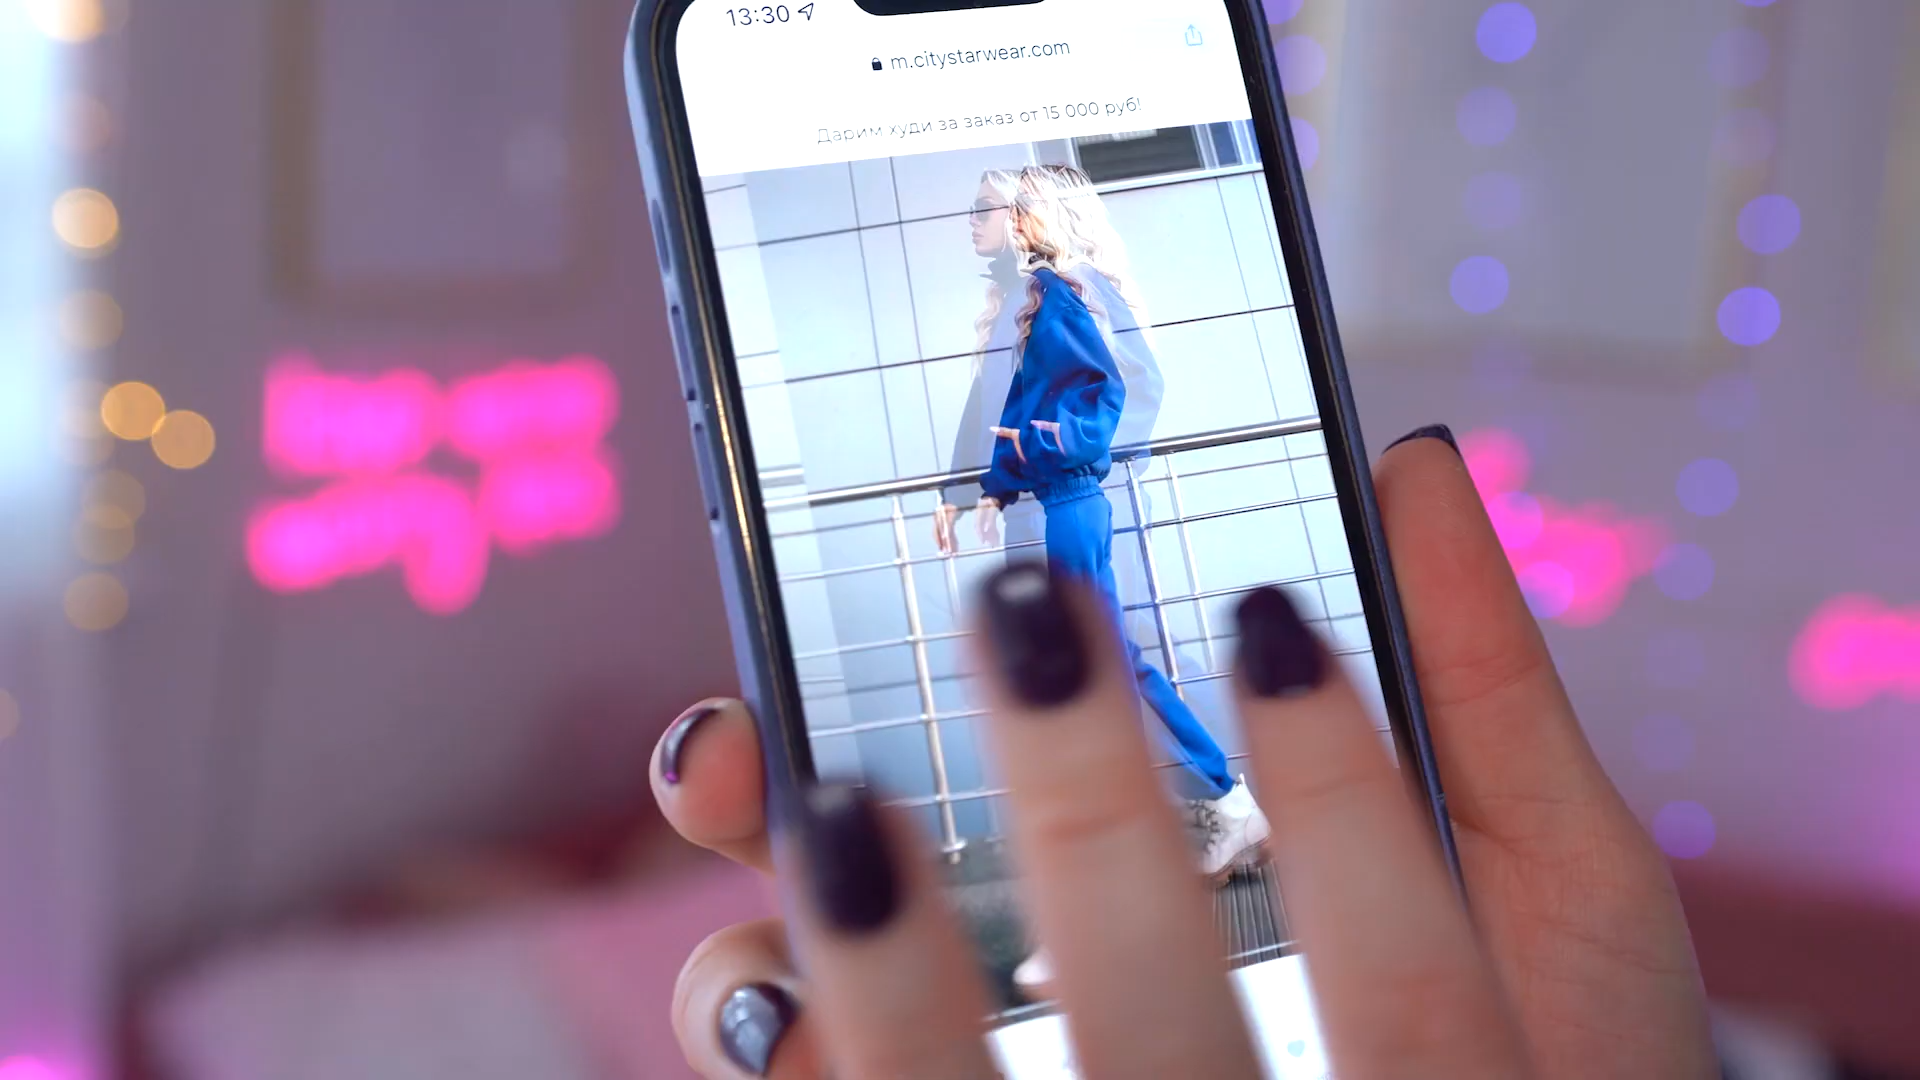 13:30
m.citystarwear.com
Дарим худи за заказ от 15 000 руб!